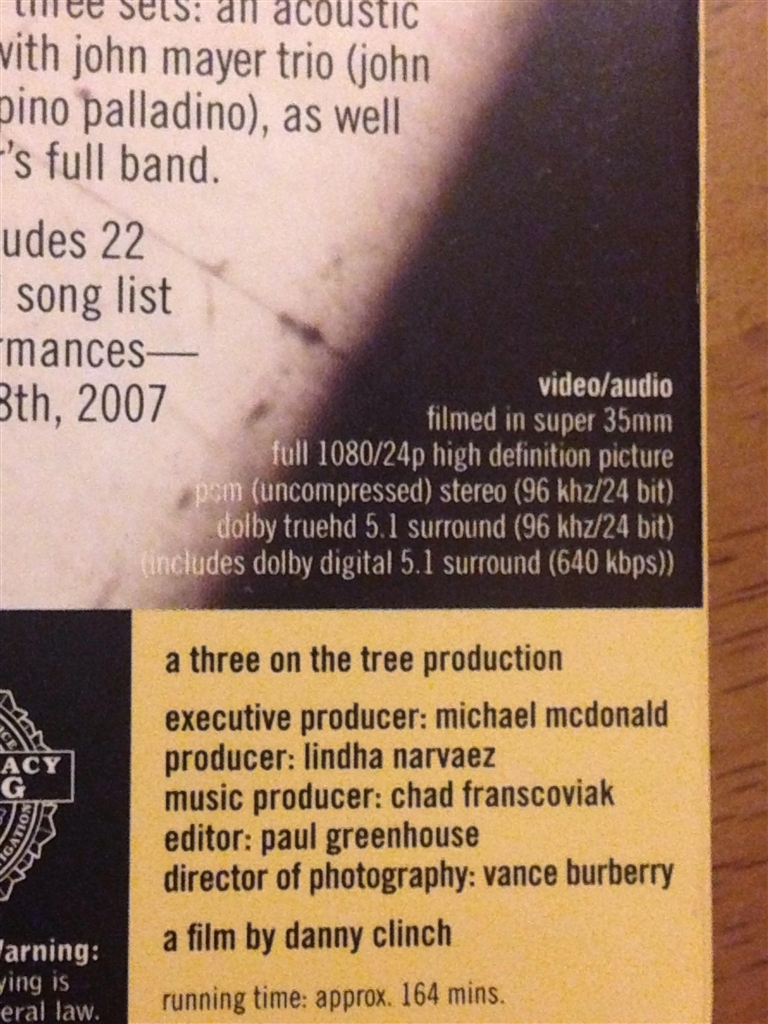 three sets: an acoustic
with john mayer trio (john
pino palladino), as well
r's full band.
udes 22
song list
rmances—
8th, 2007
video/audio
filmed in super 35mm
full 1080/24p high definition picture
pcm (uncompressed) stereo (96 khz/24 bit)
dolby truehd 5.1 surround (96 khz/24 bit)
(includes dolby digital 5.1 surround (640 kbps))
a three on the tree production
executive producer: michael mcdonald
producer: lindha narvaez
music producer: chad franscoviak
editor: paul greenhouse
director of photography: vance burberry
a film by danny clinch
running time: approx. 164 mins.
ACY
G
Warning:
ying is
eral law.